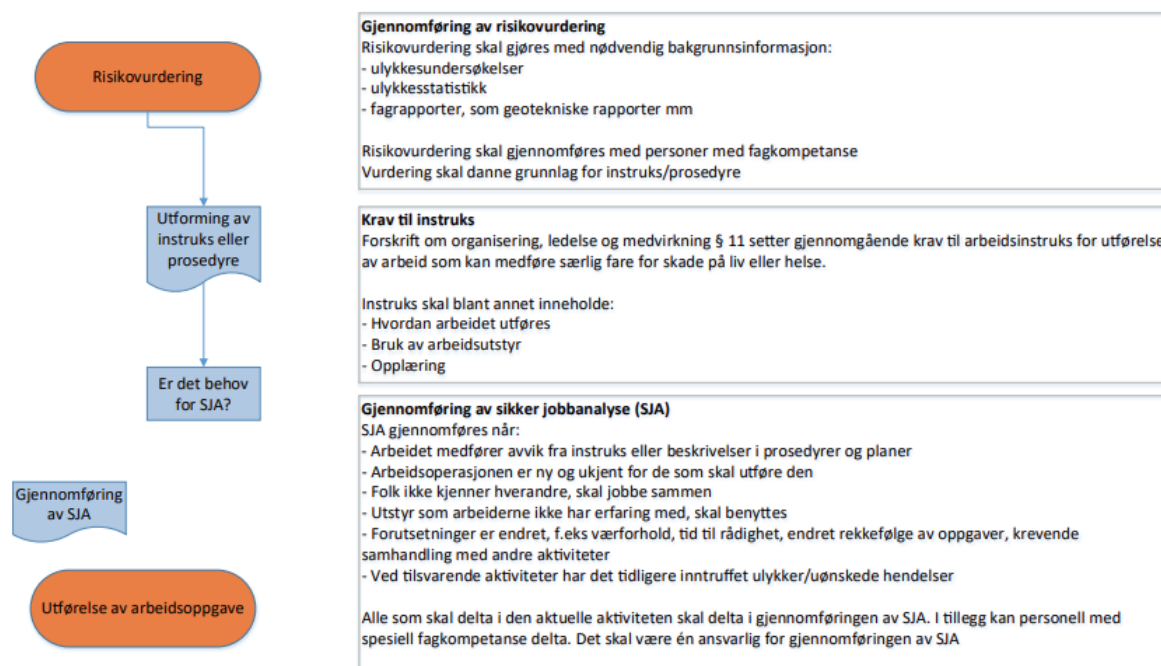 Risikovurdering
Utforming av
instruks eller
prosedyre
Er det behov
for SJA?
Gjennomføring
av SJA
Utførelse av arbeidsoppgave
Gjennomføring av risikovurdering
Risikovurdering skal gjøres med nødvendig bakgrunnsinformasjon:
- ulykkesundersøkelser
- ulykkesstatistikk
- fagrapporter, som geotekniske rapporter mm
Risikovurdering skal gjennomføres med personer med fagkompetanse
Vurdering skal danne grunnlag for instruks/prosedyre
Krav til instruks
Forskrift om organisering, ledelse og medvirkning § 11 setter gjennomgående krav til arbeidsinstruks for utførelse
av arbeid som kan medføre særlig fare for skade på liv eller helse.
Instruks skal blant annet inneholde:
- Hvordan arbeidet utføres
- Bruk av arbeidsutstyr
- Opplæring
Gjennomføring av sikker jobbanalyse (SJA)
SJA gjennomføres når:
- Arbeidet medfører avvik fra instruks eller beskrivelser i prosedyrer og planer
- Arbeidsoperasjonen er ny og ukjent for de som skal utføre den
- Folk ikke kjenner hverandre, skal jobbe sammen
- Utstyr som arbeiderne ikke har erfaring med, skal benyttes
- Forutsetninger er endret, f.eks værforhold, tid til rådighet, endret rekkefølge av oppgaver, krevende
samhandling med andre aktiviteter
- Ved tilsvarende aktiviteter har det tidligere inntruffet ulykker/uønskede hendelser
Alle som skal delta i den aktuelle aktiviteten skal delta i gjennomføringen av SJA. I tillegg kan personell med
spesiell fagkompetanse delta. Det skal være én ansvarlig for gjennomføringen av SJA